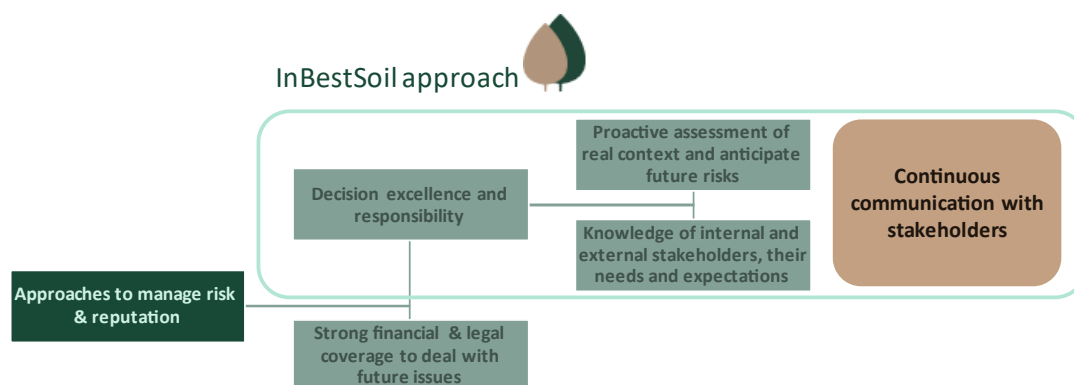 InBestSoil approach
Proactive assessment of
real context and anticipate
future risks
Continuous
communication with
stakeholders
Decision excellence and
responsibility
Knowledge of internal and
external stakeholders, their
needs and expectations
Approaches to manage risk
& reputation
Strong financial & legal
coverage to deal with
future issues